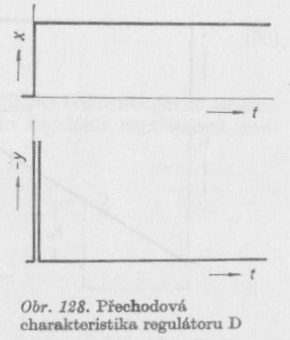 x
t
-y
t
Obr. 128. Přechodová
charakteristika regulátoru D